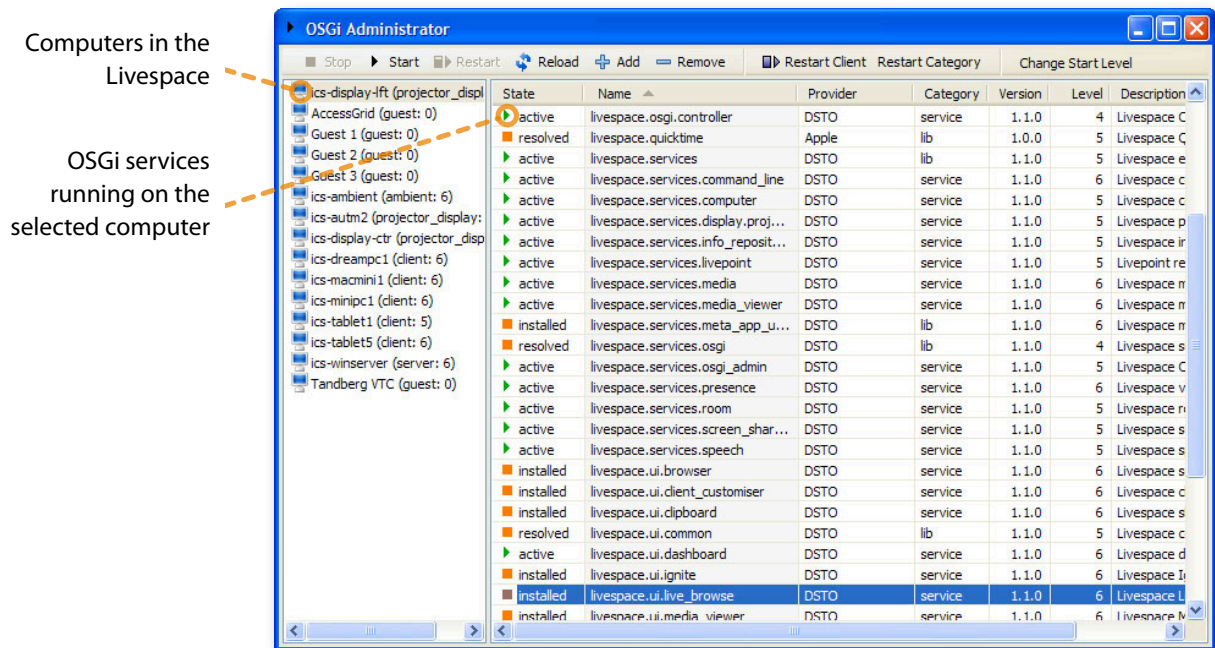 Computers in the
Livespace
OSGi services
running on the
selected computer
OSGi Administrator
Stop Start Restart Reload Add Remove Restart Client Restart Category Change Start Level
ics-display-lft (projector_displ
AccessGrid (guest: 0)
Guest 1 (guest: 0)
Guest 2 (guest: 0)
Guest 3 (guest: 0)
ics-ambient (ambient: 6)
ics-autm2 (projector_display:
ics-display-ctr (projector_disp
ics-dreampc1 (client: 6)
ics-macmini1 (client: 6)
ics-minipc1 (client: 6)
ics-tablet1 (client: 5)
ics-tablet5 (client: 6)
ics-winserver (server: 6)
Tandberg VTC (guest: 0)
State Name Provider Category Version Level Description
active livespace.osgi.controller DSTO service 1.1.0 4 Livespace C
resolved livespace.quicktime Apple lib 1.0.0 5 Livespace Q
active livespace.services DSTO lib 1.1.0 5 Livespace e
active livespace.services.command_line DSTO service 1.1.0 6 Livespace c
active livespace.services.computer DSTO service 1.1.0 5 Livespace c
active livespace.services.display.proj... DSTO service 1.1.0 5 Livespace p
active livespace.services.info_reposit... DSTO service 1.1.0 5 Livespace in
active livespace.services.livepoint DSTO service 1.1.0 5 Livepoint re
active livespace.services.media DSTO service 1.1.0 6 Livespace m
active livespace.services.media_viewer DSTO service 1.1.0 6 Livespace m
installed livespace.services.meta_app_u... DSTO lib 1.1.0 6 Livespace m
resolved livespace.services.osgi DSTO lib 1.1.0 4 Livespace s
active livespace.services.osgi_admin DSTO service 1.1.0 5 Livespace C
active livespace.services.presence DSTO service 1.1.0 6 Livespace v
active livespace.services.room DSTO service 1.1.0 5 Livespace r
active livespace.services.screen_shar... DSTO service 1.1.0 5 Livespace s
active livespace.services.speech DSTO service 1.1.0 5 Livespace s
installed livespace.ui.browser DSTO service 1.1.0 6 Livespace s
installed livespace.ui.client_customiser DSTO service 1.1.0 6 Livespace c
installed livespace.ui.clipboard DSTO service 1.1.0 6 Livespace s
resolved livespace.ui.common DSTO lib 1.1.0 5 Livespace c
active livespace.ui.dashboard DSTO service 1.1.0 6 Livespace d
installed livespace.ui.ignite DSTO service 1.1.0 6 Livespace I
installed livespace.ui.live_browse DSTO service 1.1.0 6 Livespace L
installed livespace.ui.media_viewer DSTO service 1.1.0 6 Livespace M